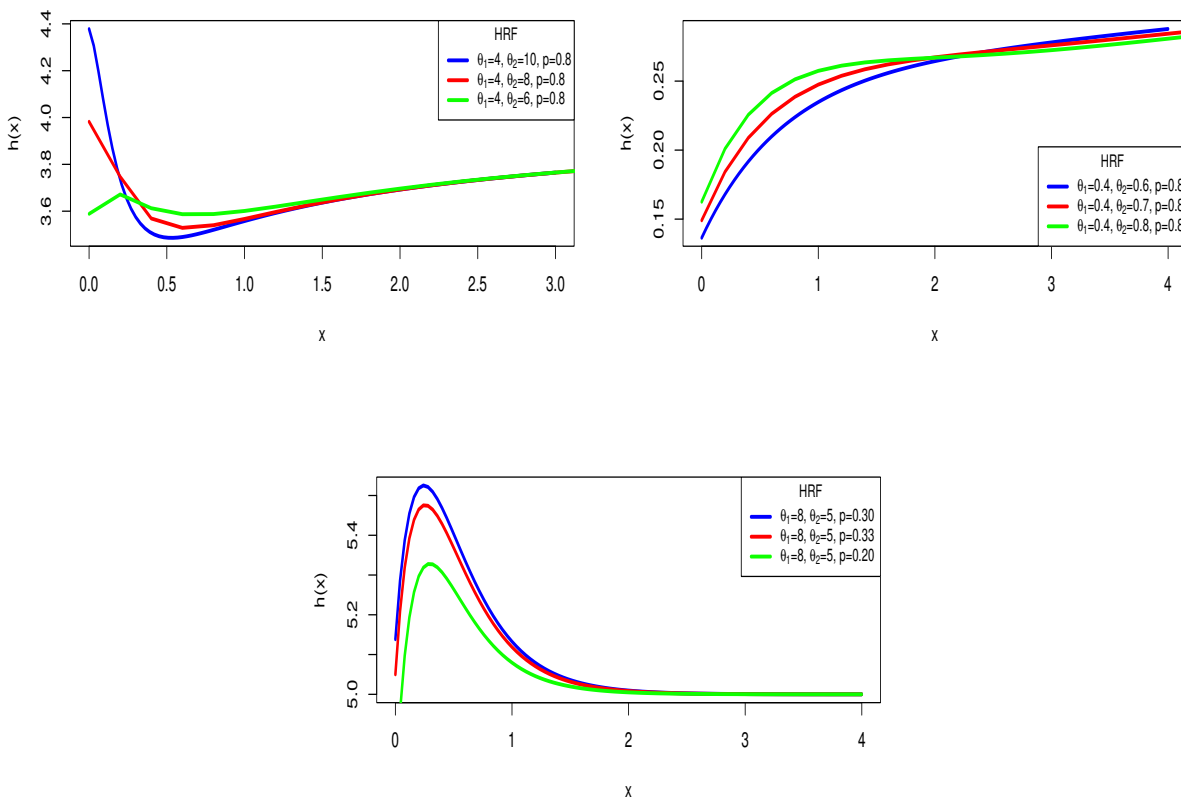 HRF
θ₁=4, θ₂=10, p=0.8
θ₁=4, θ₂=8, p=0.8
θ₁=4, θ₂=6, p=0.8
h(x)
4.4
4.2
4.0
3.8
3.6
0.0 0.5 1.0 1.5 2.0 2.5 3.0
x
HRF
θ₁=0.4, θ₂=0.6, p=0.8
θ₁=0.4, θ₂=0.7, p=0.8
θ₁=0.4, θ₂=0.8, p=0.8
h(x)
0.25
0.20
0.15
0 1 2 3 4
x
HRF
θ₁=8, θ₂=5, p=0.30
θ₁=8, θ₂=5, p=0.33
θ₁=8, θ₂=5, p=0.20
h(x)
5.4
5.2
5.0
0 1 2 3 4
x